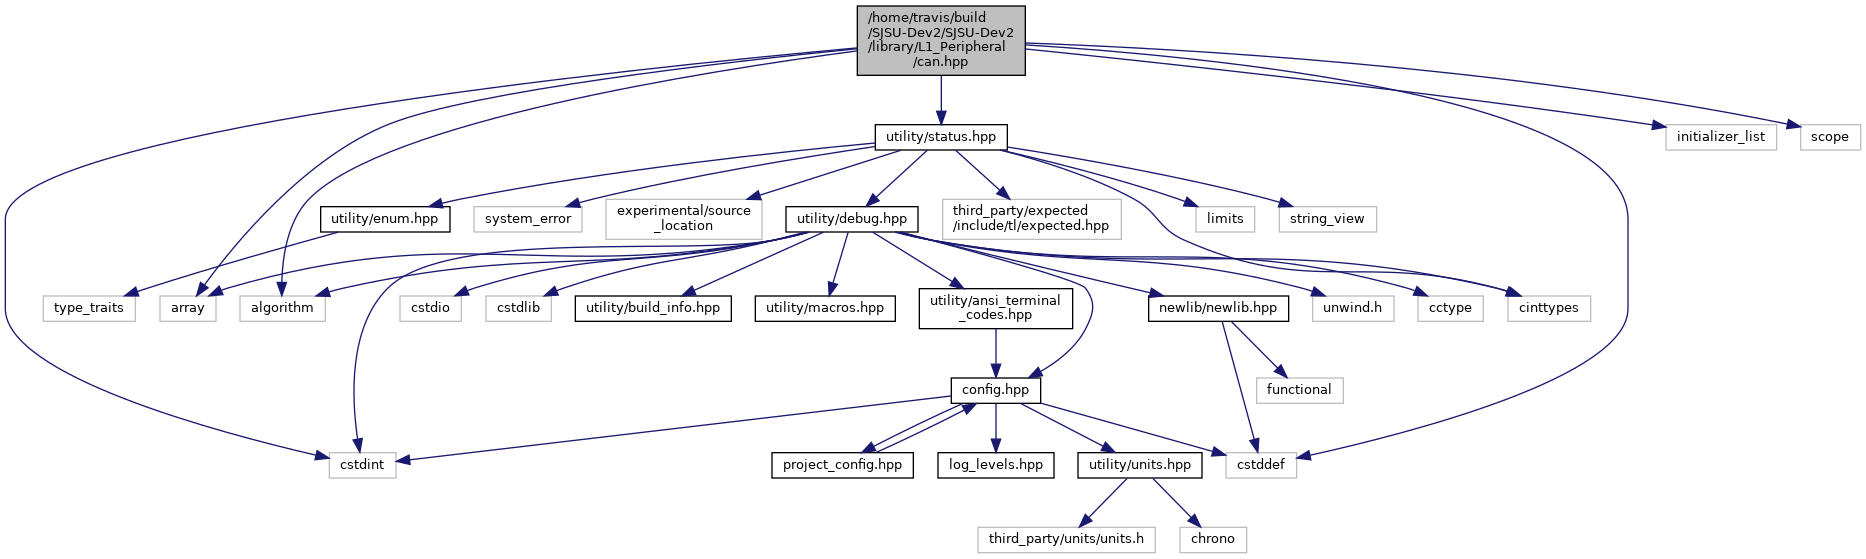 /home/travis/build
/SJSU-Dev2/SJSU-Dev2
/library/L1_Peripheral
/can.hpp
utility/status.hpp
initializer_list
scope
utility/enum.hpp
system_error
experimental/source
_location
utility/debug.hpp
third_party/expected
/include/tl/expected.hpp
limits
string_view
type_traits
array
algorithm
cstdio
cstdlib
utility/build_info.hpp
utility/macros.hpp
utility/ansi_terminal
_codes.hpp
newlib/newlib.hpp
unwind.h
cctype
cinttypes
config.hpp
functional
cstdint
project_config.hpp
log_levels.hpp
utility/units.hpp
cstddef
third_party/units/units.h
chrono